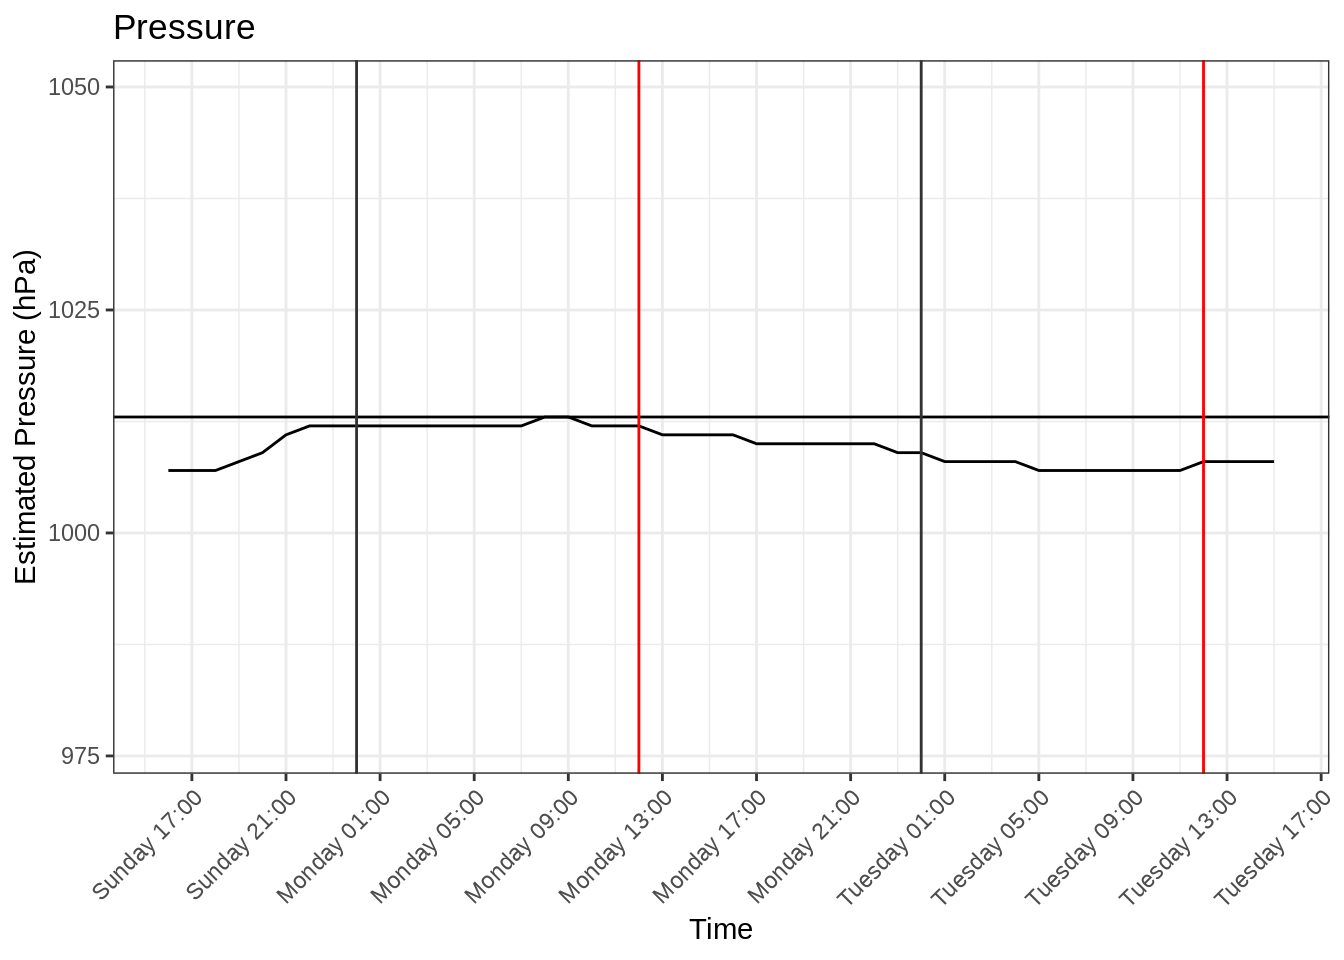 Pressure
Estimated Pressure (hPa)
1050
1025
1000
975
Sunday 17:00
Sunday 21:00
Monday 01:00
Monday 05:00
Monday 09:00
Monday 13:00
Monday 17:00
Monday 21:00
Tuesday 01:00
Tuesday 05:00
Tuesday 09:00
Tuesday 13:00
Tuesday 17:00
Time